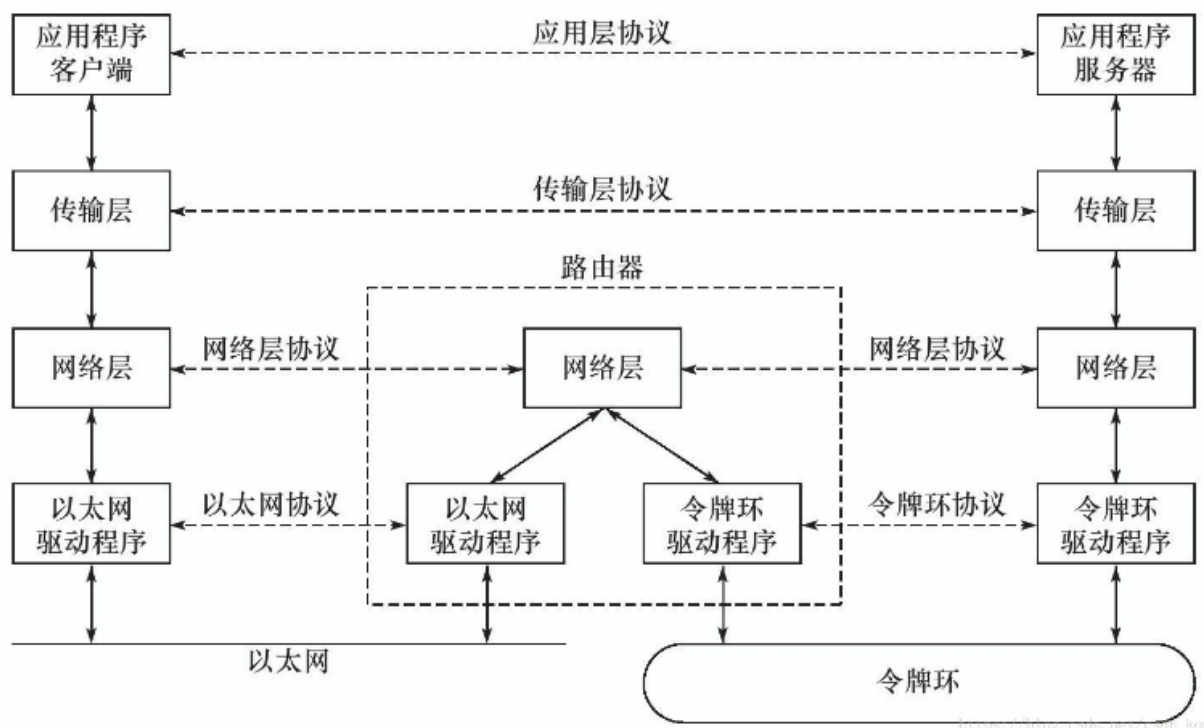 应用程序
客户端
应用层协议
应用程序
服务器
传输层
传输层协议
传输层
路由器
网络层
网络层协议
网络层
网络层协议
网络层
以太网
驱动程序
以太网协议
以太网
驱动程序
令牌环
驱动程序
令牌环协议
令牌环
驱动程序
以太网
令牌环